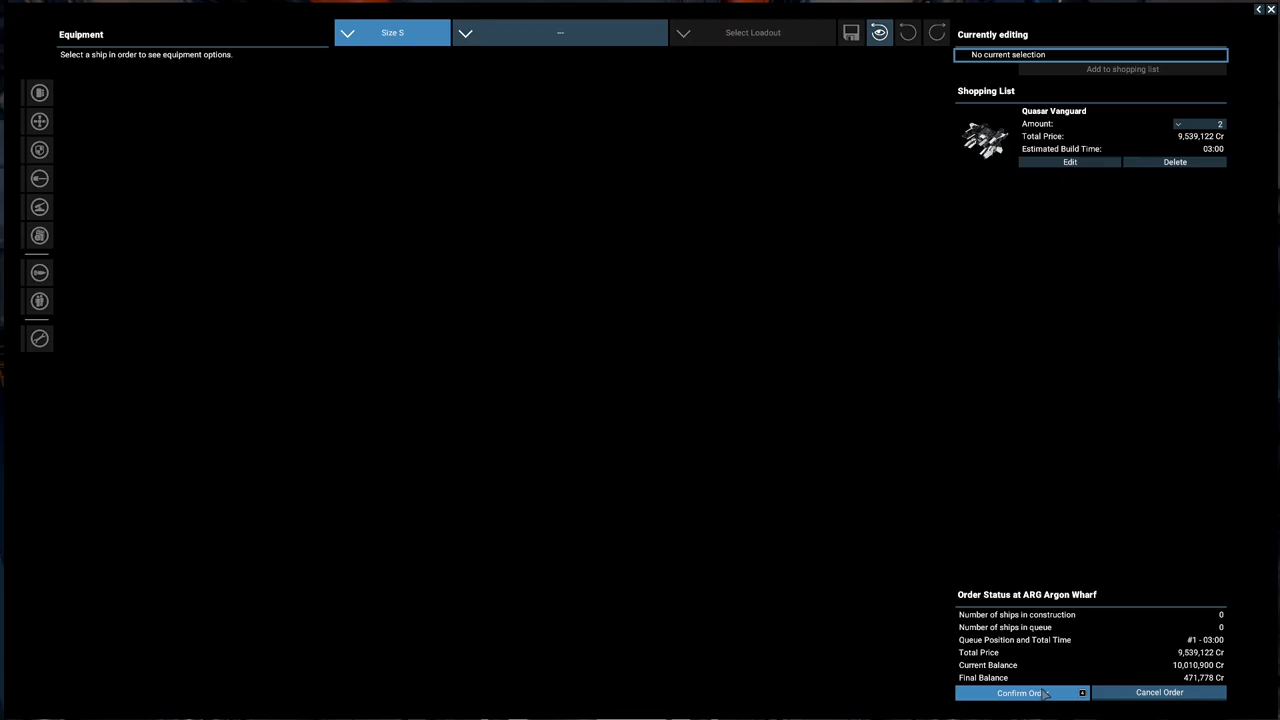 Equipment
Select a ship in order to see equipment options.
Size S
---
Select Loadout
Currently editing
No current selection
Add to shopping list
Shopping List
Quasar Vanguard
Amount: 2
Total Price: 9,539,122 Cr
Estimated Build Time: 03:00
Edit Delete
Order Status at ARG Argon Wharf
Number of ships in construction 0
Number of ships in queue 0
Queue Position and Total Time #1 - 03:00
Total Price 9,539,122 Cr
Current Balance 10,010,900 Cr
Final Balance 471,778 Cr
Confirm Cancel Order